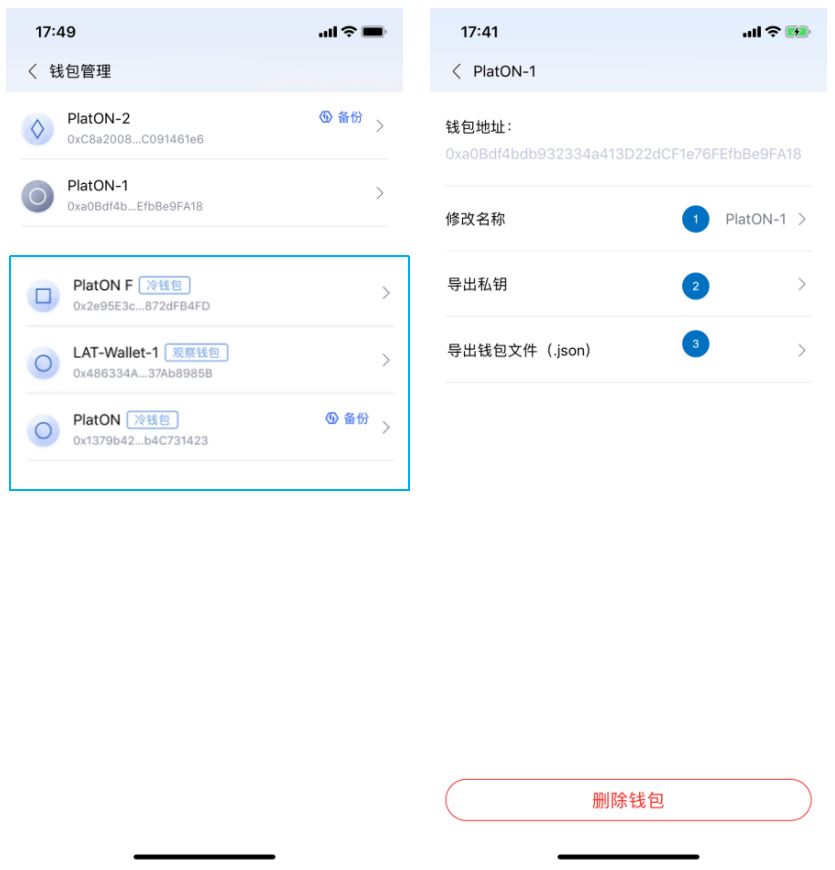 17:49
钱包管理
PlatON-2
备份
0xC8a2008...C091461e6
PlatON-1
0xa0Bdf4b...EfbBe9FA18
PlatON F 冷钱包
0x2e95E3c...872dFB4FD
LAT-Wallet-1 观察钱包
0x486334A...37Ab8985B
PlatON 冷钱包
备份
0x1379b42...b4C731423
17:41
PlatON-1
钱包地址：
0xa0Bdf4bdb932334a413D22dCF1e76FEfbBe9FA18
修改名称 1 PlatON-1
导出私钥 2
导出钱包文件（.json） 3
删除钱包